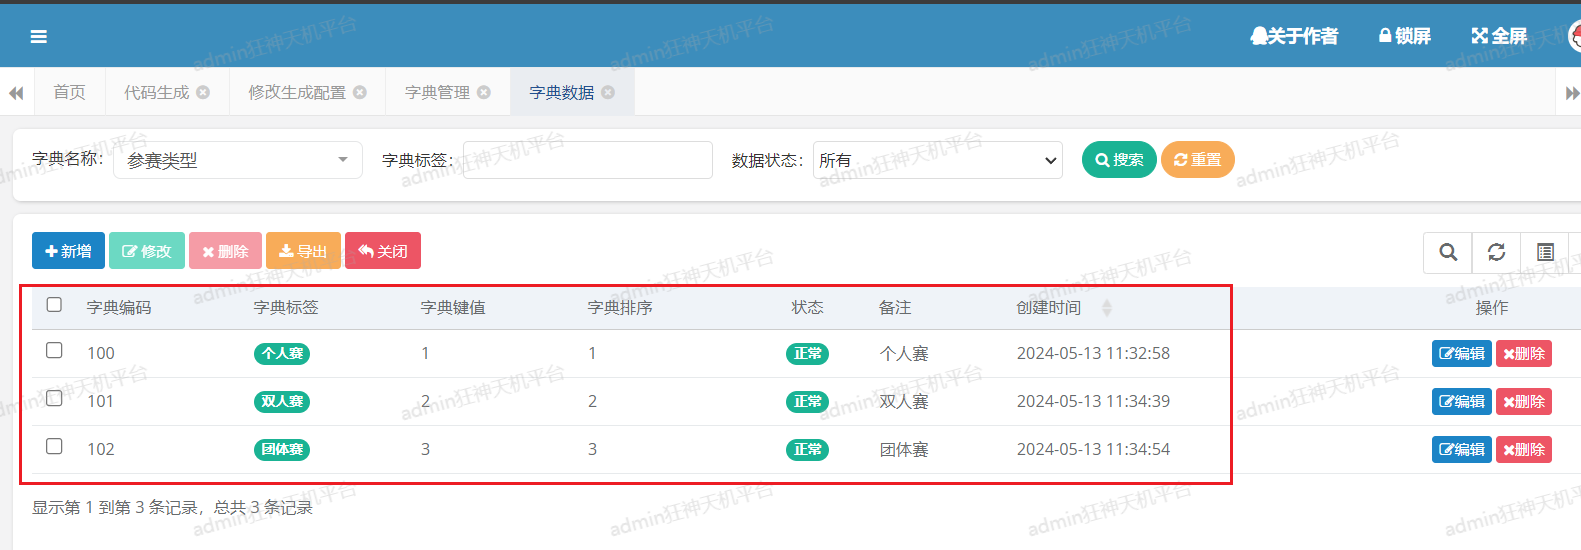 关于作者 锁屏 全屏
首页 代码生成 修改生成配置 字典管理 字典数据
字典名称： 参赛类型 字典标签： 数据状态： 所有 搜索 重置
新增 修改 删除 导出 关闭
字典编码 字典标签 字典键值 字典排序 状态 备注 创建时间 操作
100 个人赛 1 1 正常 个人赛 2024-05-13 11:32:58 编辑 删除
101 双人赛 2 2 正常 双人赛 2024-05-13 11:34:39 编辑 删除
102 团体赛 3 3 正常 团体赛 2024-05-13 11:34:54 编辑 删除
显示第 1 到第 3 条记录，总共 3 条记录
admin狂神天机平台